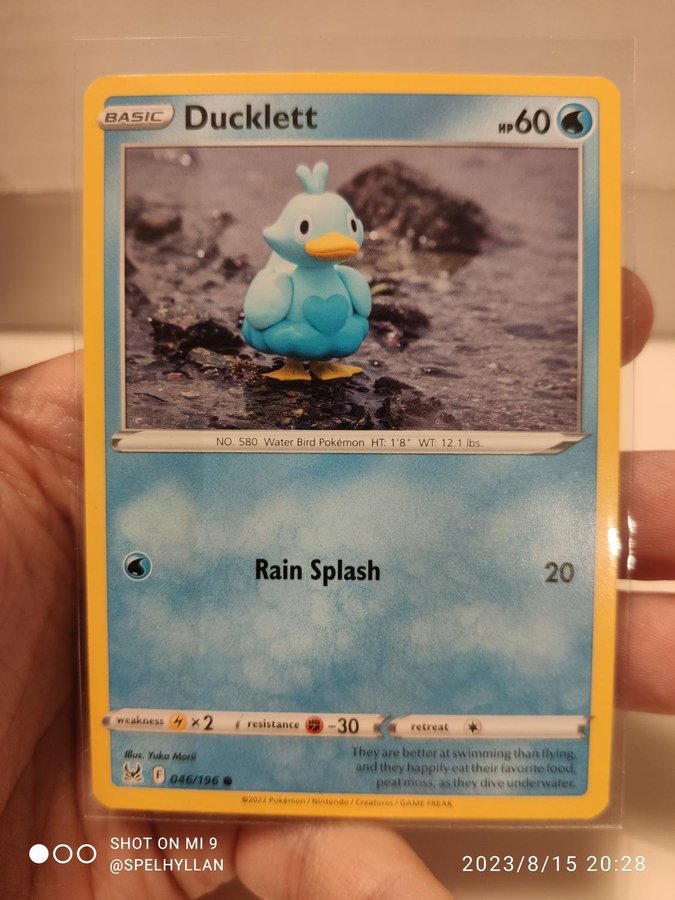 BASIC Ducklett HP60
NO. 580 Water Bird Pokémon HT: 1'8" WT: 12.1 lbs.
Rain Splash 20
weakness ×2 resistance -30 retreat
Illus. Yuka Morii
They are better at swimming than flying,
and they happily eat their favorite food,
peat moss, as they dive underwater.
F 046/196
©2022 Pokémon / Nintendo / Creatures / GAME FREAK
SHOT ON MI 9
@SPELHYLLAN
2023/8/15 20:28